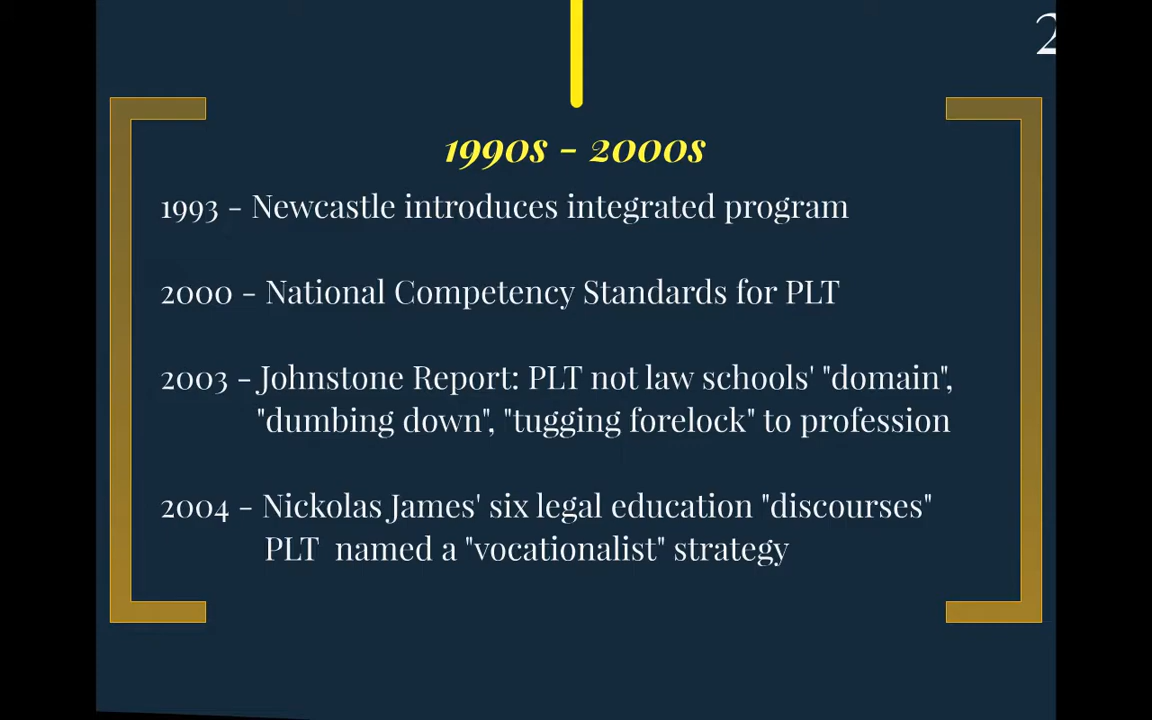 2
1990s - 2000s
1993 - Newcastle introduces integrated program
2000 - National Competency Standards for PLT
2003 - Johnstone Report: PLT not law schools' "domain",
"dumbing down", "tugging forelock" to profession
2004 - Nickolas James' six legal education "discourses"
PLT named a "vocationalist" strategy